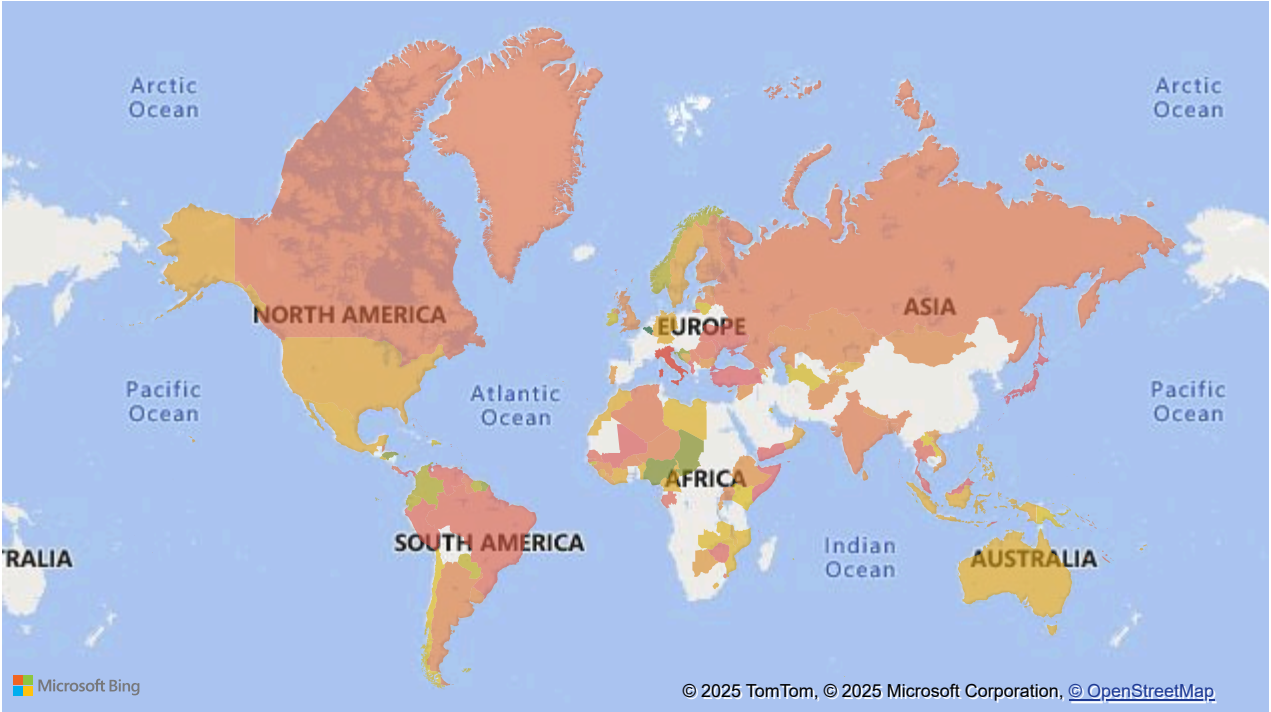 Arctic
Ocean
Arctic
Ocean
NORTH AMERICA
ASIA
EUROPE
Pacific
Ocean
Atlantic
Ocean
Pacific
Ocean
AFRICA
SOUTH AMERICA
Indian
Ocean
TRALIA
AUSTRALIA
Microsoft Bing
© 2025 TomTom, © 2025 Microsoft Corporation, © OpenStreetMap